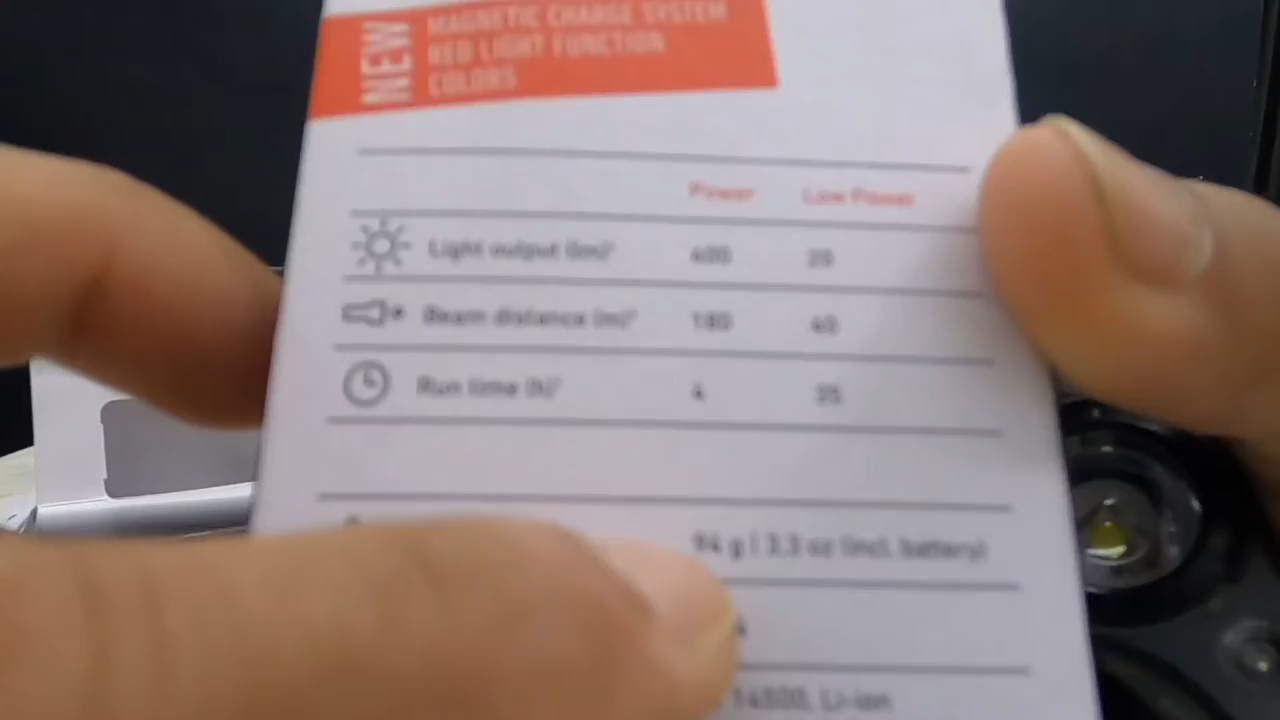 NEW
MAGNETIC CHARGE SYSTEM
RED LIGHT FUNCTION
COLORS
Power Low Power
Light output (lm)* 400 20
Beam distance (m)* 180 40
Run time (h)* 4 35
94 g | 3.3 oz (incl. battery)
14500, Li-ion